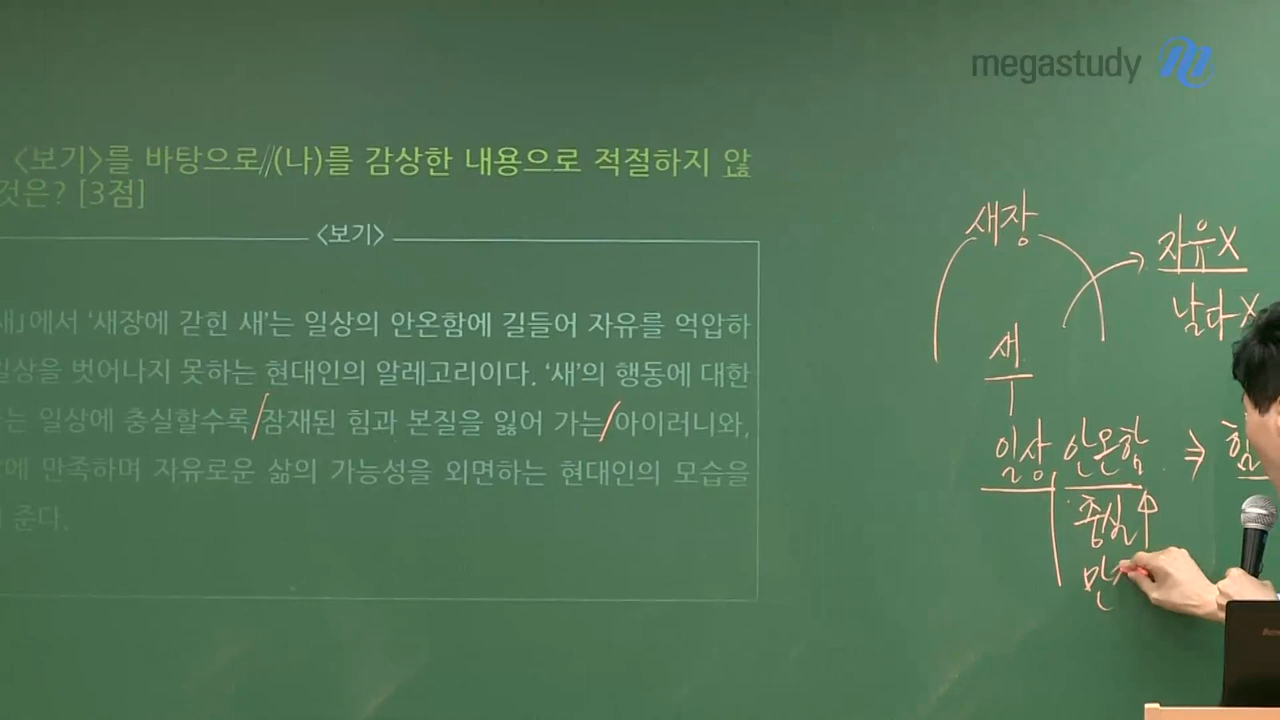 megastudy
〈보기〉를 바탕으로 (나)를 감상한 내용으로 적절하지 않
것은? [3점]
〈보기〉
새」에서 ‘새장에 갇힌 새’는 일상의 안온함에 길들어 자유를 억압하
일상을 벗어나지 못하는 현대인의 알레고리이다. ‘새’의 행동에 대한
는 일상에 충실할수록 잠재된 힘과 본질을 잃어 가는 아이러니와,
에 만족하며 자유로운 삶의 가능성을 외면하는 현대인의 모습을
준다.
새장
자유X
날다X
새
일상 안온함 ⇒ 힘
충실↑
만